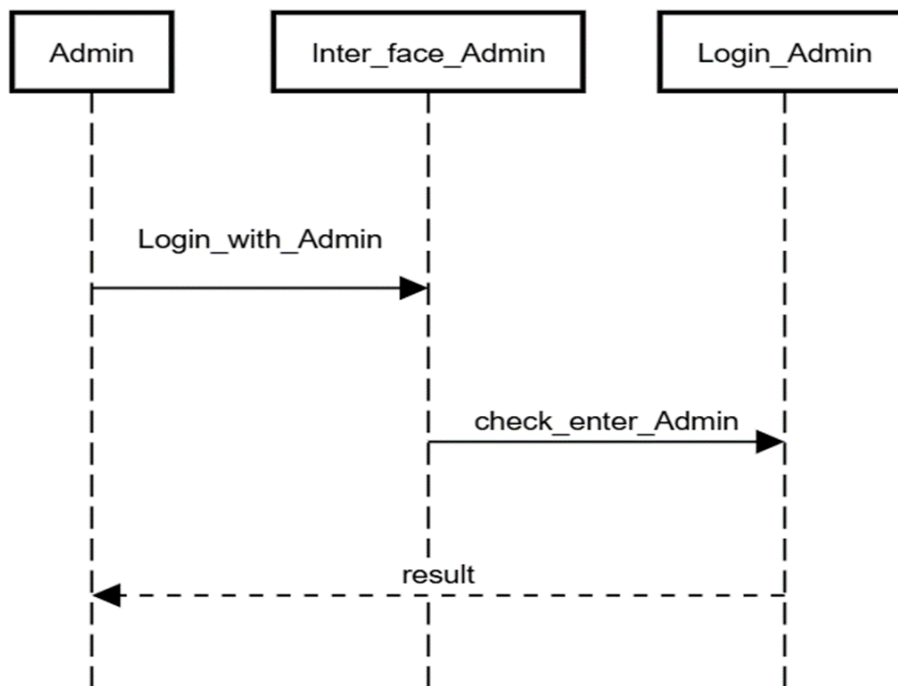 Admin
Inter_face_Admin
Login_Admin
Login_with_Admin
check_enter_Admin
result